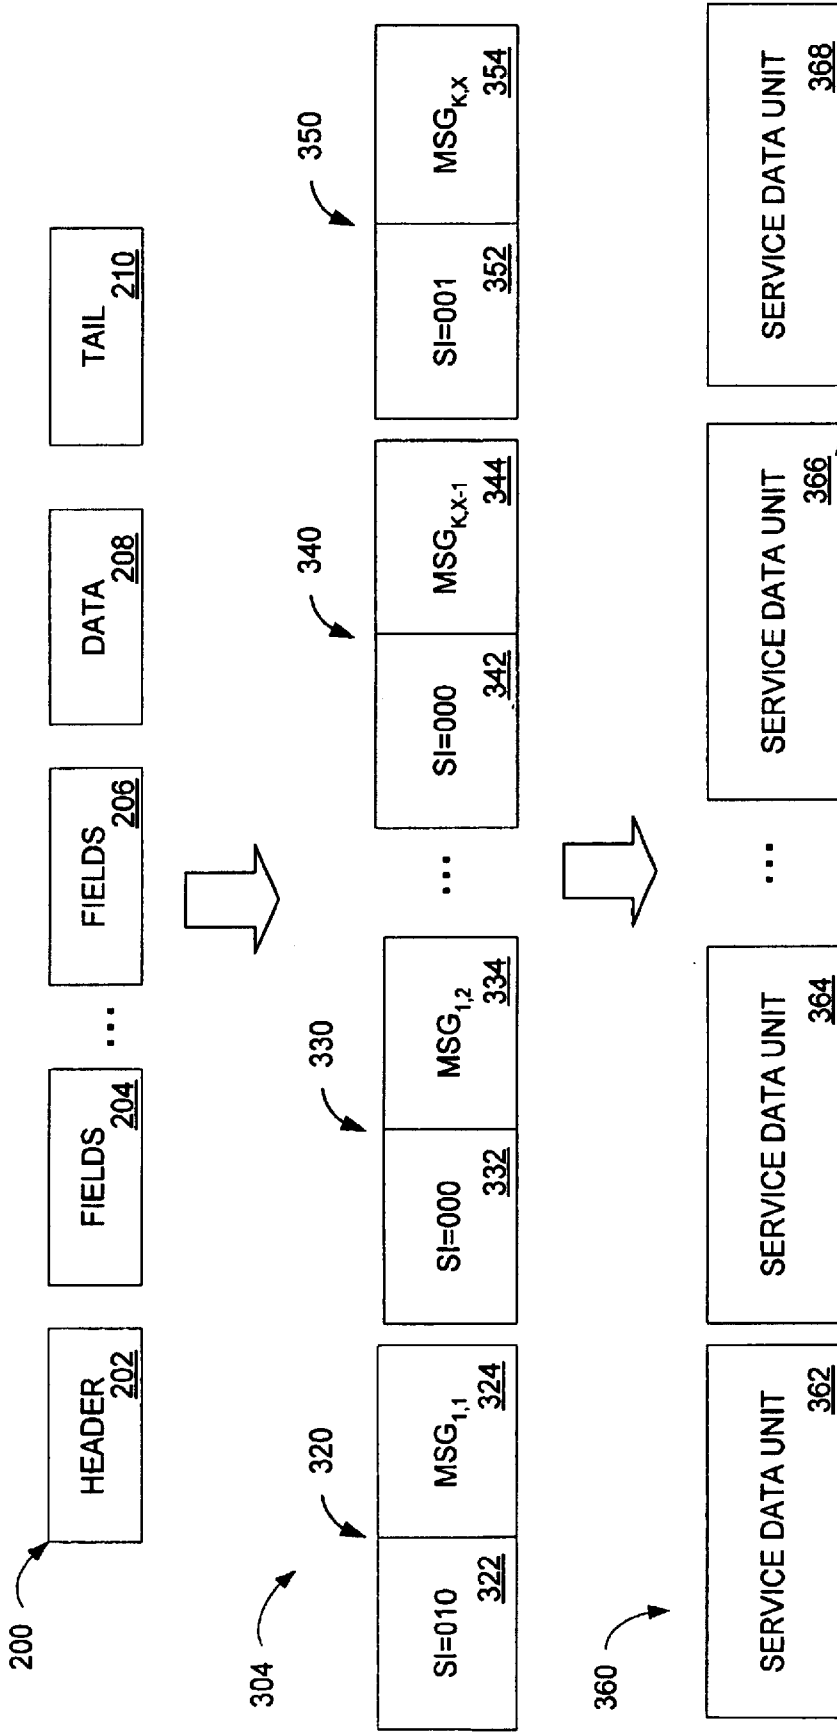 200
HEADER
202
FIELDS
204
...
FIELDS
206
DATA
208
TAIL
210
304
320
SI=010
322
MSG1,1
324
330
SI=000
332
MSG1,2
334
...
340
SI=000
342
MSGK,X-1
344
350
SI=001
352
MSGK,X
354
360
SERVICE DATA UNIT
362
SERVICE DATA UNIT
364
...
SERVICE DATA UNIT
366
SERVICE DATA UNIT
368